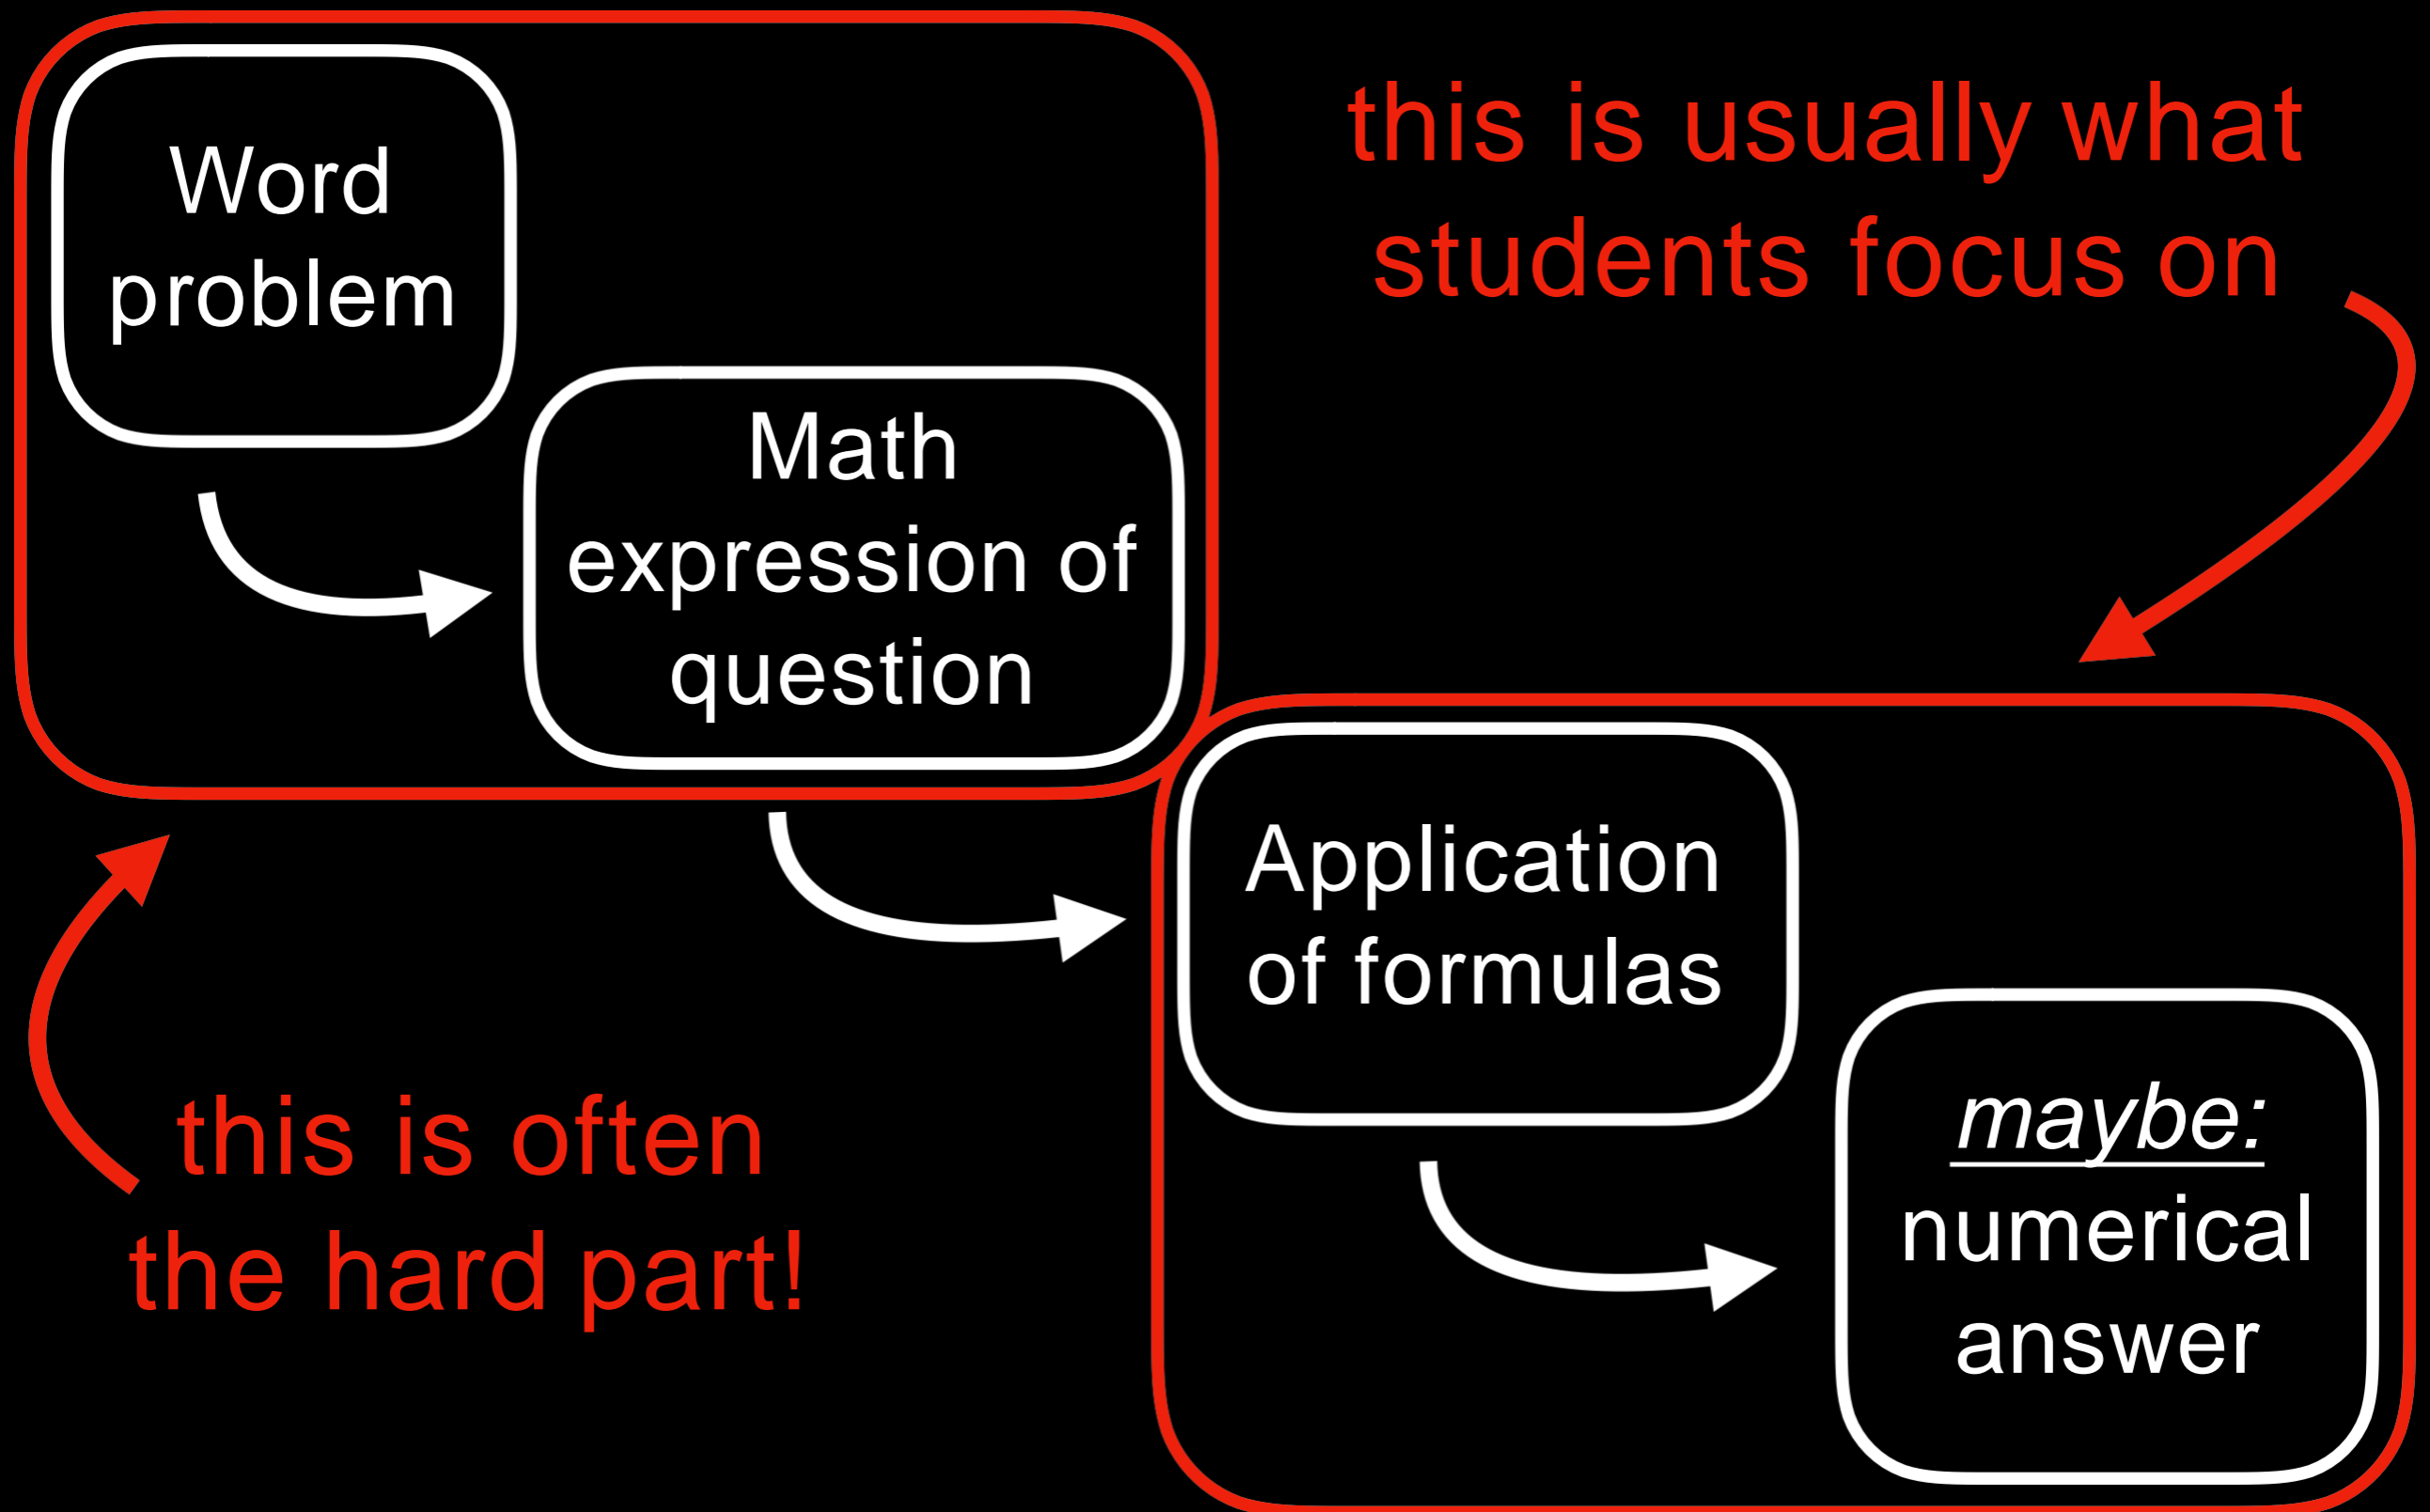 Word
problem
this is usually what
students focus on
Math
expression of
question
Application
of formulas
this is often
the hard part!
maybe:
numerical
answer